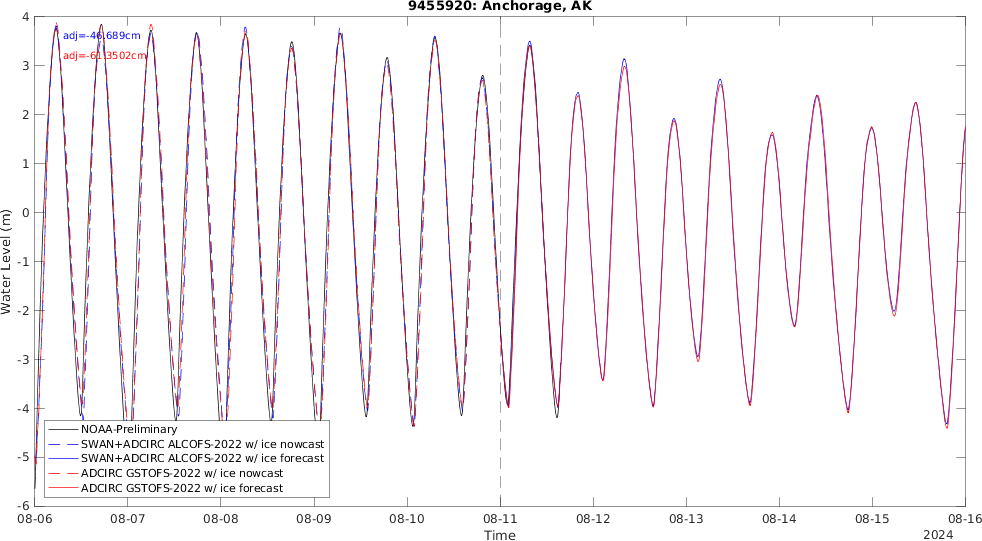 9455920: Anchorage, AK
adj=-46.689cm
adj=-61.3502cm
4
3
2
1
0
-1
-2
-3
-4
-5
-6
Water Level (m)
NOAA-Preliminary
SWAN+ADCIRC ALCOFS-2022 w/ ice nowcast
SWAN+ADCIRC ALCOFS-2022 w/ ice forecast
ADCIRC GSTOFS-2022 w/ ice nowcast
ADCIRC GSTOFS-2022 w/ ice forecast
08-06 08-07 08-08 08-09 08-10 08-11 08-12 08-13 08-14 08-15 08-16
Time
2024